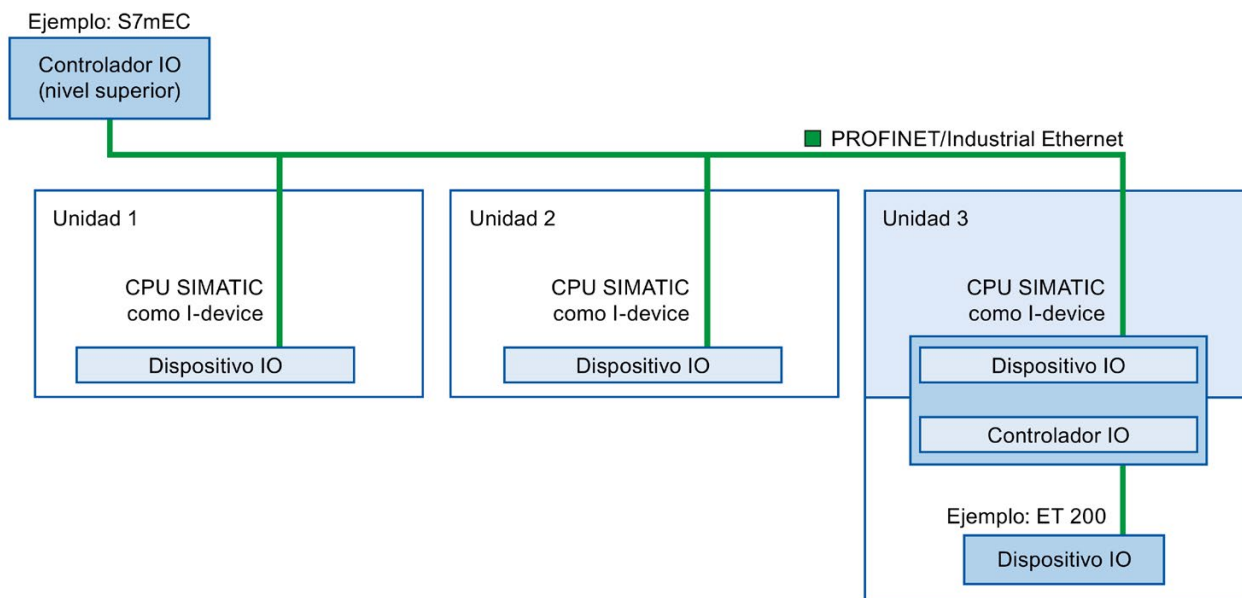 Ejemplo: S7mEC
Controlador IO
(nivel superior)
PROFINET/Industrial Ethernet
Unidad 1
CPU SIMATIC
como I-device
Dispositivo IO
Unidad 2
CPU SIMATIC
como I-device
Dispositivo IO
Unidad 3
CPU SIMATIC
como I-device
Dispositivo IO
Controlador IO
Ejemplo: ET 200
Dispositivo IO